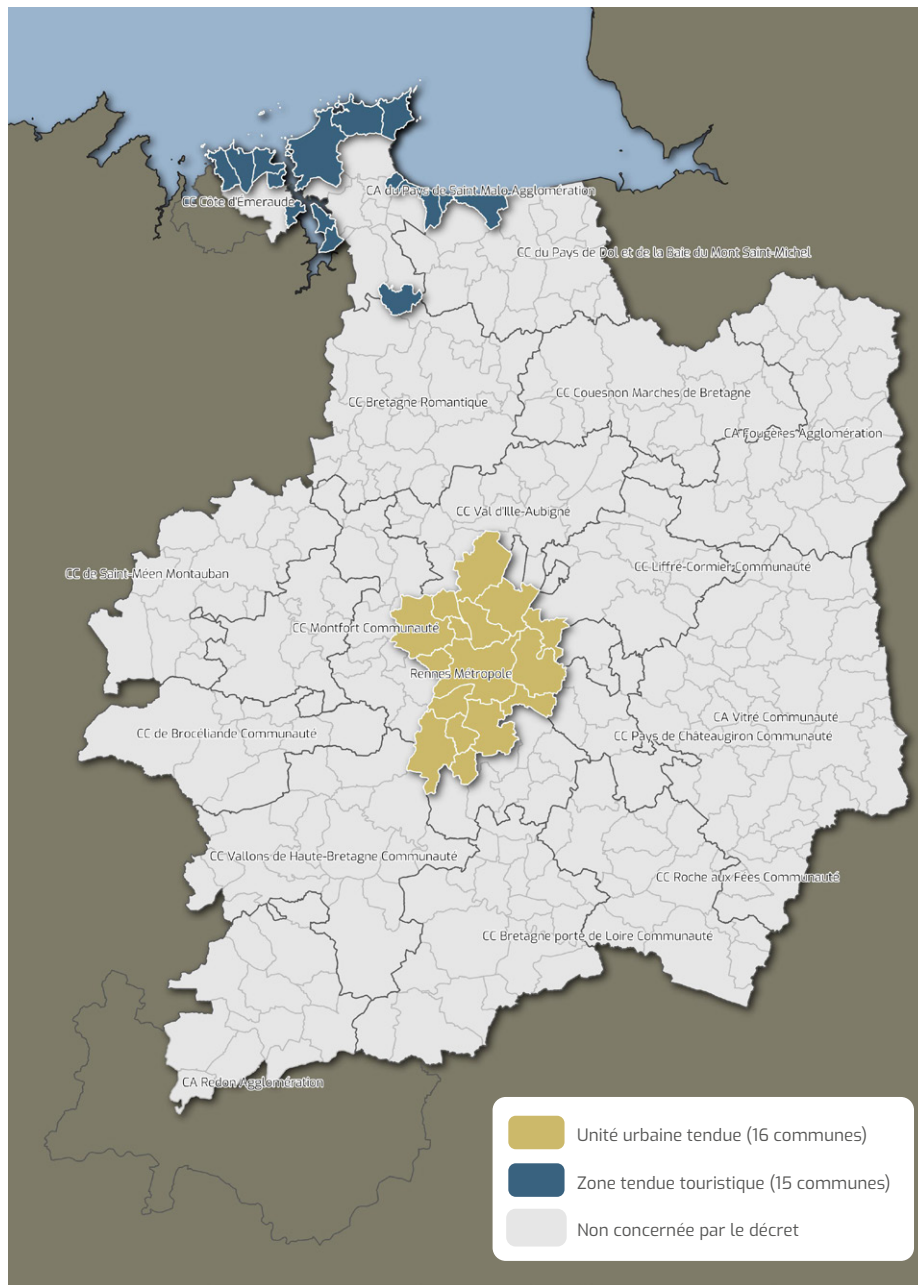 CA du Pays de Saint Malo Agglomération
CC Côte d'Emeraude
CC du Pays de Dol et de la Baie du Mont Saint-Michel
CC Bretagne Romantique
CC Couesnon Marches de Bretagne
CA Fougères Agglomération
CC Val d'Ille-Aubigné
CC Liffré-Cormier Communauté
CC de Saint-Méen Montauban
CC Montfort Communauté
Rennes Métropole
CA Vitré Communauté
CC de Brocéliande Communauté
CC Pays de Châteaugiron Communauté
CC Vallons de Haute-Bretagne Communauté
CC Roche aux Fées Communauté
CC Bretagne porte de Loire Communauté
CA Redon Agglomération
Unité urbaine tendue (16 communes)
Zone tendue touristique (15 communes)
Non concernée par le décret